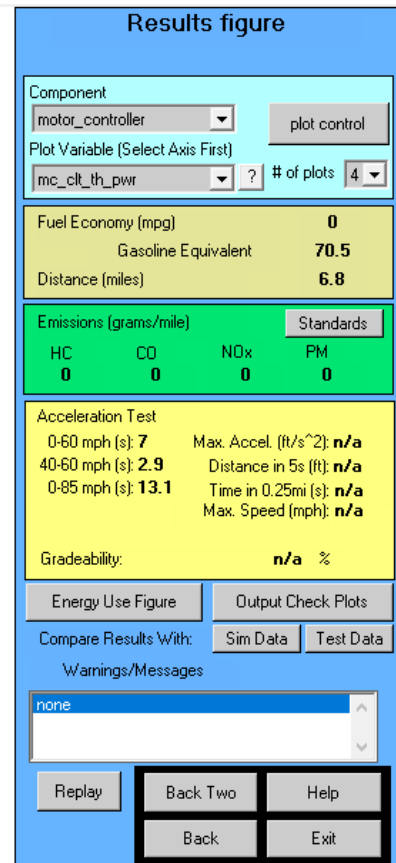 Results figure
Component
motor_controller
plot control
Plot Variable (Select Axis First)
mc_clt_th_pwr ? # of plots 4
Fuel Economy (mpg) 0
Gasoline Equivalent 70.5
Distance (miles) 6.8
Emissions (grams/mile) Standards
HC CO NOx PM
0 0 0 0
Acceleration Test
0-60 mph (s): 7 Max. Accel. (ft/s^2): n/a
40-60 mph (s): 2.9 Distance in 5s (ft): n/a
0-85 mph (s): 13.1 Time in 0.25mi (s): n/a
Max. Speed (mph): n/a
Gradeability: n/a %
Energy Use Figure Output Check Plots
Compare Results With: Sim Data Test Data
Warnings/Messages
none
Replay Back Two Help
Back Exit